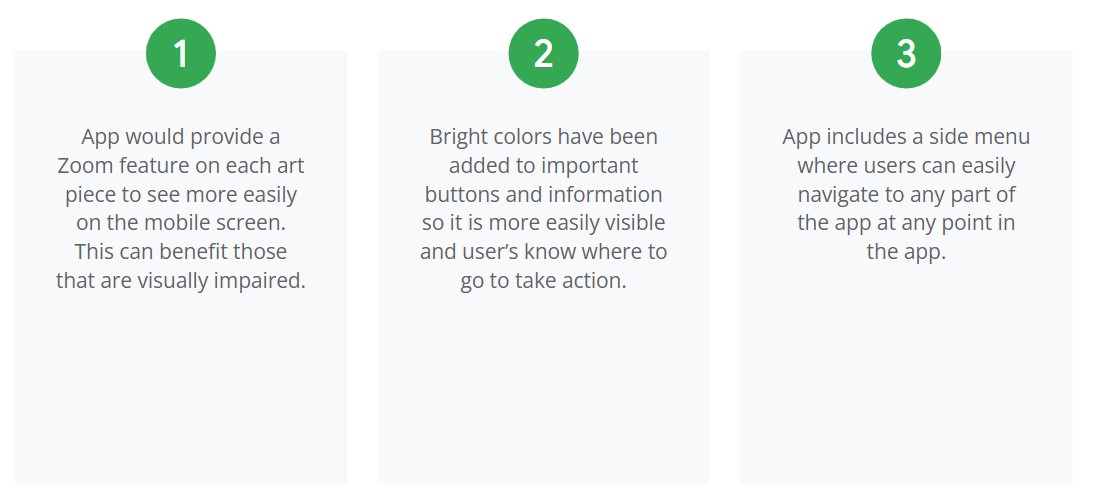 1
App would provide a
Zoom feature on each art
piece to see more easily
on the mobile screen.
This can benefit those
that are visually impaired.
2
Bright colors have been
added to important
buttons and information
so it is more easily visible
and user’s know where to
go to take action.
3
App includes a side menu
where users can easily
navigate to any part of
the app at any point in
the app.